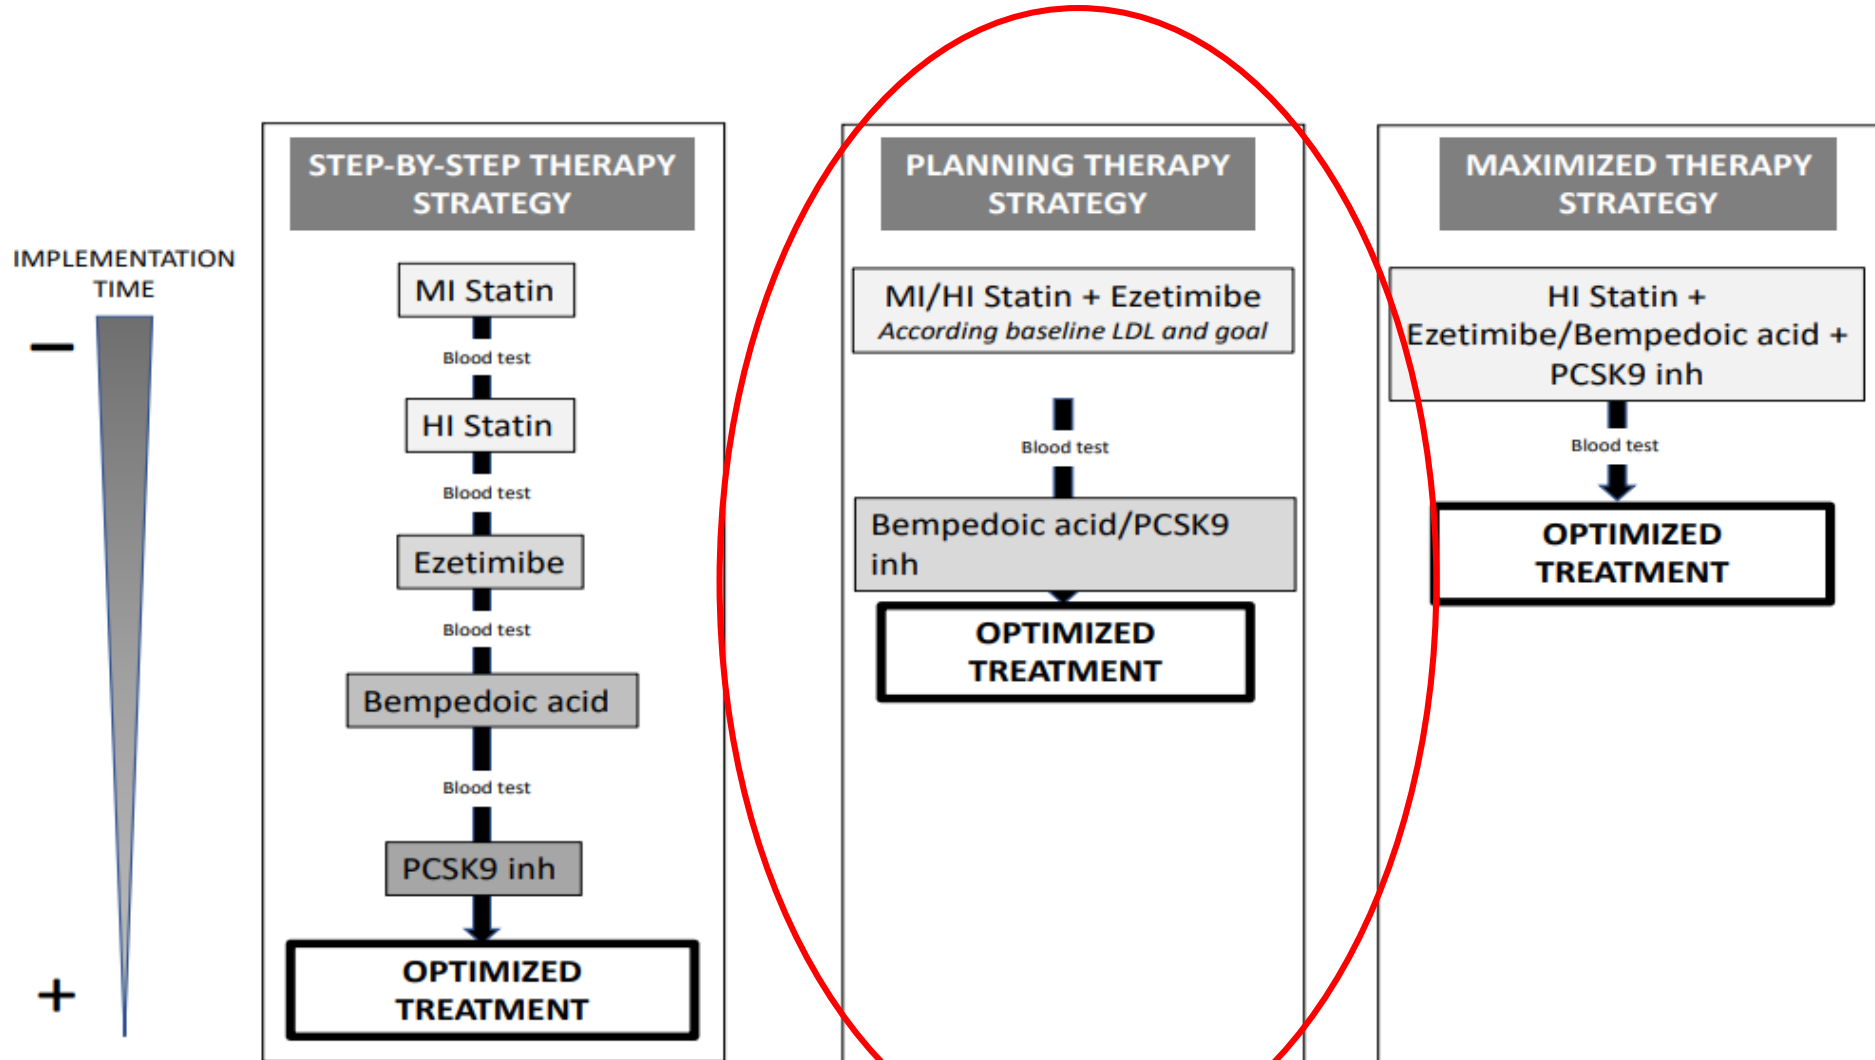 IMPLEMENTATION
TIME
−
+
STEP-BY-STEP THERAPY
STRATEGY
MI Statin
Blood test
HI Statin
Blood test
Ezetimibe
Blood test
Bempedoic acid
Blood test
PCSK9 inh
OPTIMIZED
TREATMENT
PLANNING THERAPY
STRATEGY
MI/HI Statin + Ezetimibe
According baseline LDL and goal
Blood test
Bempedoic acid/PCSK9
inh
OPTIMIZED
TREATMENT
MAXIMIZED THERAPY
STRATEGY
HI Statin +
Ezetimibe/Bempedoic acid +
PCSK9 inh
Blood test
OPTIMIZED
TREATMENT